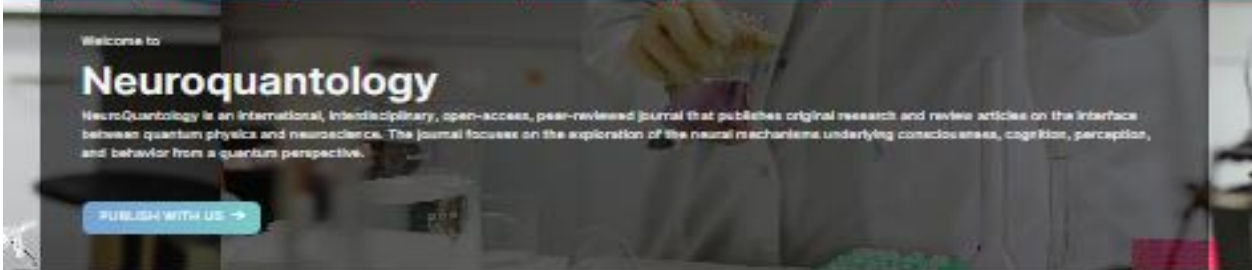 Welcome to
Neuroquantology
NeuroQuantology is an international, interdisciplinary, open-access, peer-reviewed journal that publishes original research and review articles on the interface
between quantum physics and neuroscience. The journal focuses on the exploration of the neural mechanisms underlying consciousness, cognition, perception,
and behavior from a quantum perspective.
PUBLISH WITH US →